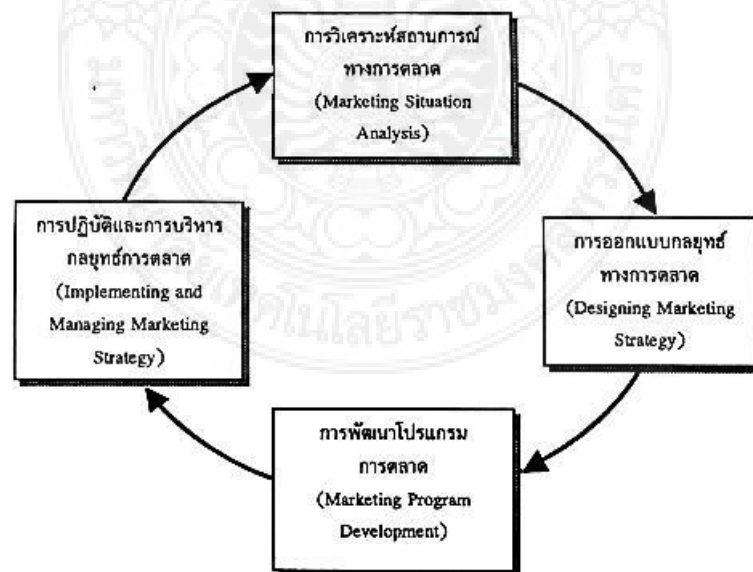 การวิเคราะห์สถานการณ์
ทางการตลาด
(Marketing Situation
Analysis)
การออกแบบกลยุทธ์
ทางการตลาด
(Designing Marketing
Strategy)
การพัฒนาโปรแกรม
การตลาด
(Marketing Program
Development)
การปฏิบัติและการบริหาร
กลยุทธ์การตลาด
(Implementing and
Managing Marketing
Strategy)